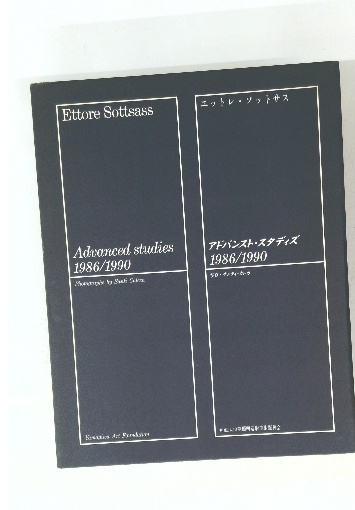 Ettore Sottsass
Advanced studies
1986/1990
Photographs by Santi Caleca
Art Foundation
エットレ・ソットサス
アドバンスト・スタディズ
1986/1990